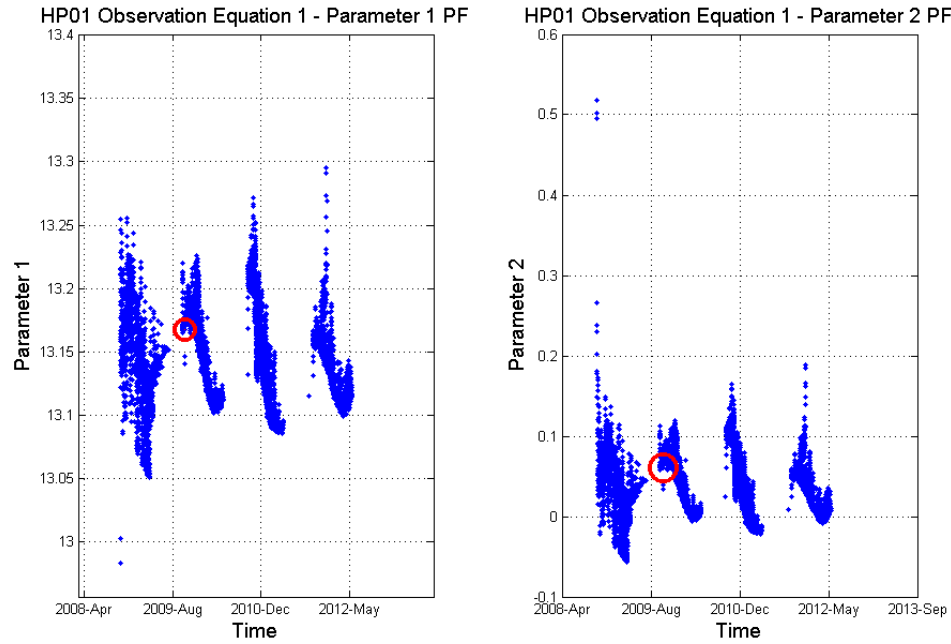 HP01 Observation Equation 1 - Parameter 1 PF
13.4
13.35
13.3
13.25
13.2
13.15
13.1
13.05
13
Parameter 1
2008-Apr
2009-Aug
2010-Dec
2012-May
Time
HP01 Observation Equation 1 - Parameter 2 PF
0.6
0.5
0.4
0.3
0.2
0.1
0
-0.1
Parameter 2
2008-Apr
2009-Aug
2010-Dec
2012-May
2013-Sep
Time